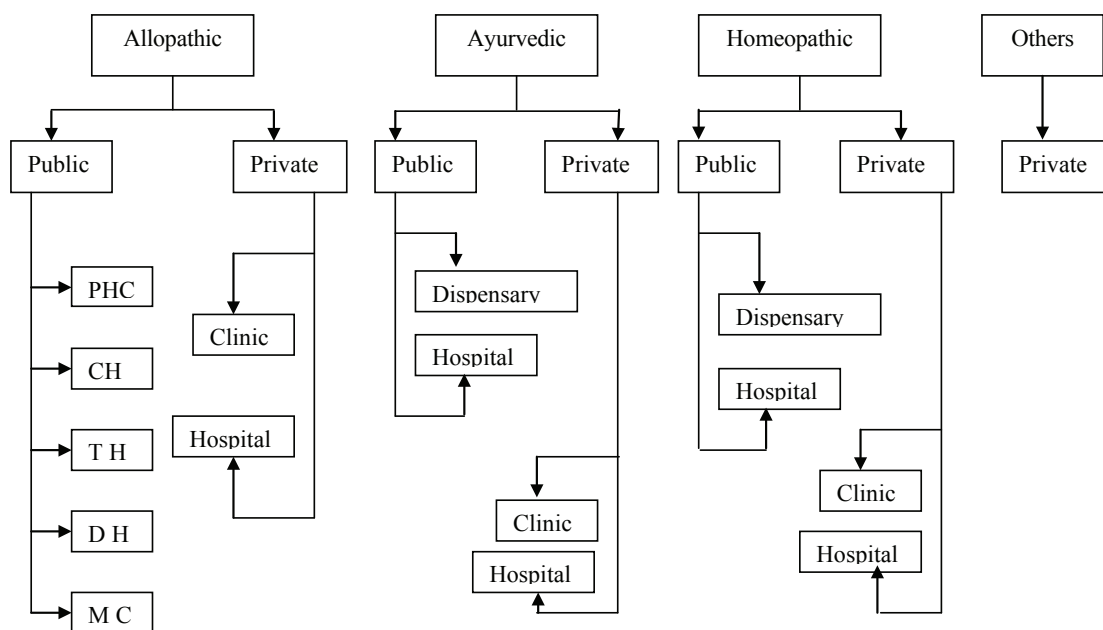 Allopathic
Ayurvedic
Homeopathic
Others
Public
Private
Public
Private
Public
Private
Private
PHC
CH
T H
D H
M C
Clinic
Hospital
Dispensary
Hospital
Clinic
Hospital
Dispensary
Hospital
Clinic
Hospital